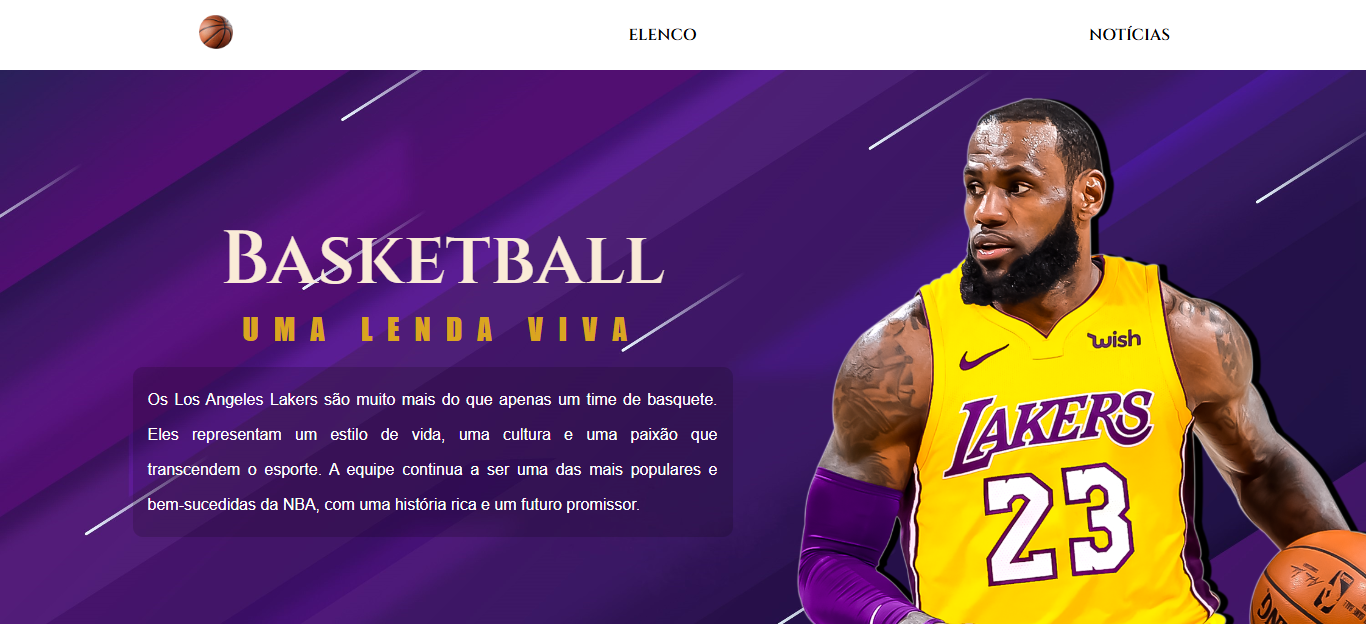 ELENCO
NOTÍCIAS
BASKETBALL
UMA LENDA VIVA
Os Los Angeles Lakers são muito mais do que apenas um time de basquete.
Eles representam um estilo de vida, uma cultura e uma paixão que
transcendem o esporte. A equipe continua a ser uma das mais populares e
bem-sucedidas da NBA, com uma história rica e um futuro promissor.
wish
LAKERS
23